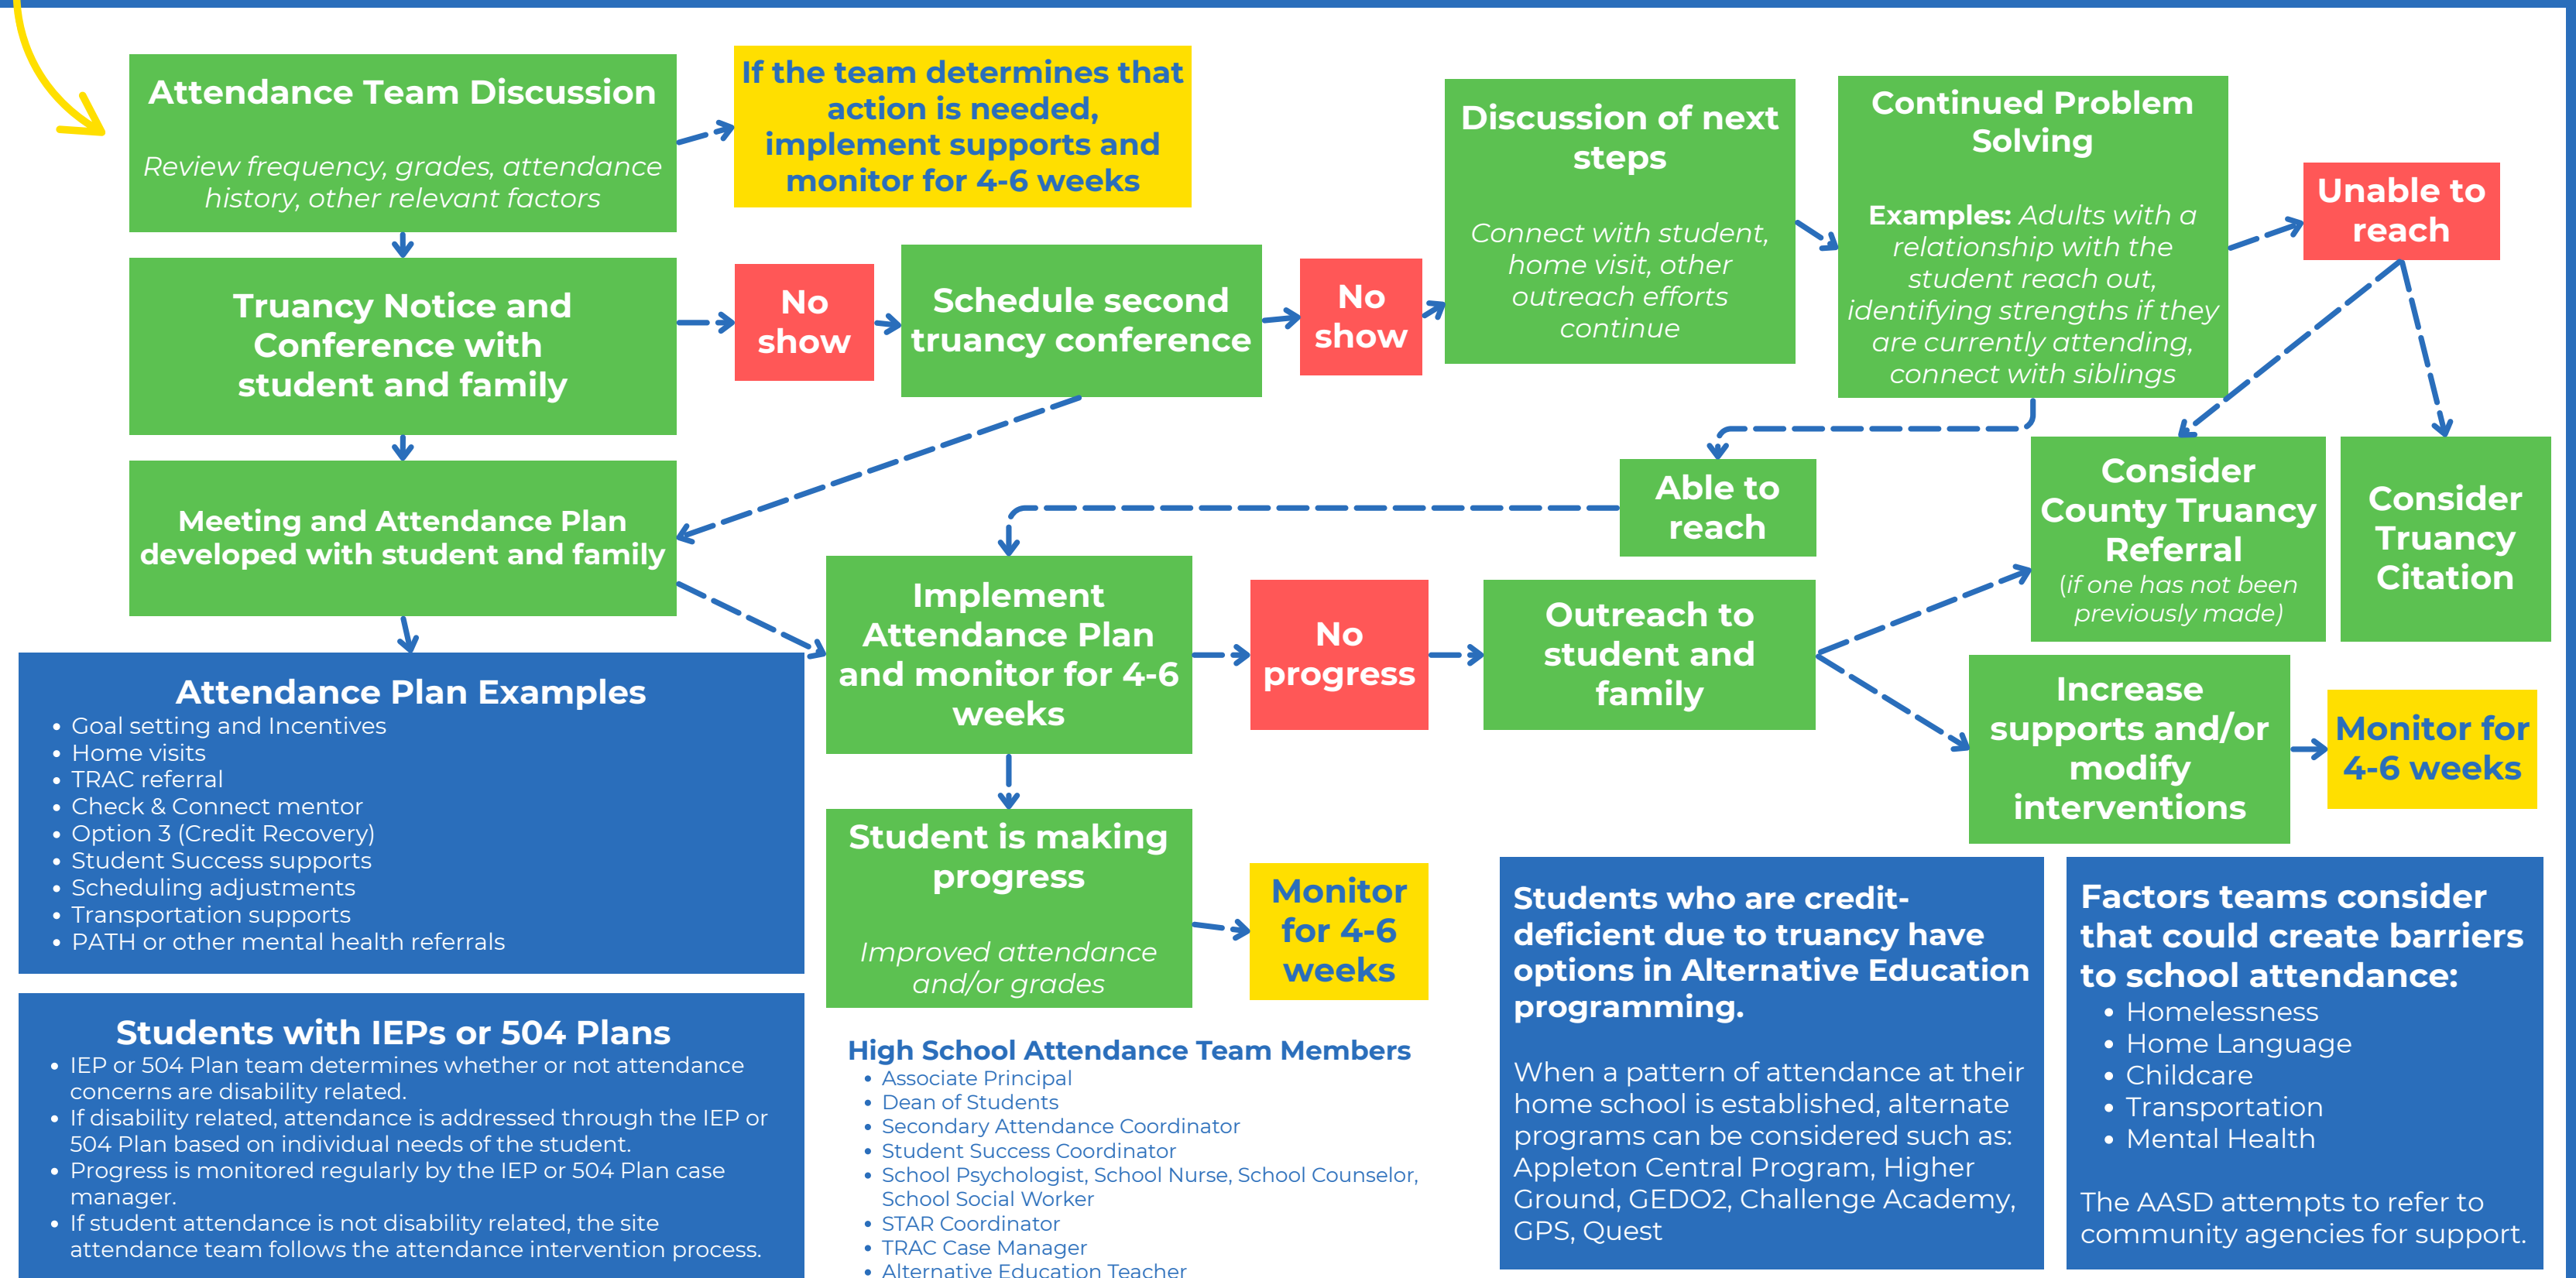 Attendance Team Discussion
Review frequency, grades, attendance
history, other relevant factors
If the team determines that
action is needed,
implement supports and
monitor for 4-6 weeks
Truancy Notice and
Conference with
student and family
No
show
Schedule second
truancy conference
No
show
Discussion of next
steps
Connect with student,
home visit, other
outreach efforts
continue
Continued Problem
Solving
Examples: Adults with a
relationship with the
student reach out,
identifying strengths if they
are currently attending,
connect with siblings
Unable to
reach
Meeting and Attendance Plan
developed with student and family
Able to
reach
Consider
County Truancy
Referral
(if one has not been
previously made)
Consider
Truancy
Citation
Implement
Attendance Plan
and monitor for 4-6
weeks
No
progress
Outreach to
student and
family
Increase
supports and/or
modify
interventions
Monitor for
4-6 weeks
Attendance Plan Examples
• Goal setting and Incentives
• Home visits
• TRAC referral
• Check & Connect mentor
• Option 3 (Credit Recovery)
• Student Success supports
• Scheduling adjustments
• Transportation supports
• PATH or other mental health referrals
Student is making
progress
Improved attendance
and/or grades
Monitor
for 4-6
weeks
Students with IEPs or 504 Plans
• IEP or 504 Plan team determines whether or not attendance
concerns are disability related.
• If disability related, attendance is addressed through the IEP or
504 Plan based on individual needs of the student.
• Progress is monitored regularly by the IEP or 504 Plan case
manager.
• If student attendance is not disability related, the site
attendance team follows the attendance intervention process.
High School Attendance Team Members
• Associate Principal
• Dean of Students
• Secondary Attendance Coordinator
• Student Success Coordinator
• School Psychologist, School Nurse, School Counselor,
School Social Worker
• STAR Coordinator
• TRAC Case Manager
• Alternative Education Teacher
Students who are credit-
deficient due to truancy have
options in Alternative Education
programming.
When a pattern of attendance at their
home school is established, alternate
programs can be considered such as:
Appleton Central Program, Higher
Ground, GEDO2, Challenge Academy,
GPS, Quest
Factors teams consider
that could create barriers
to school attendance:
• Homelessness
• Home Language
• Childcare
• Transportation
• Mental Health
The AASD attempts to refer to
community agencies for support.